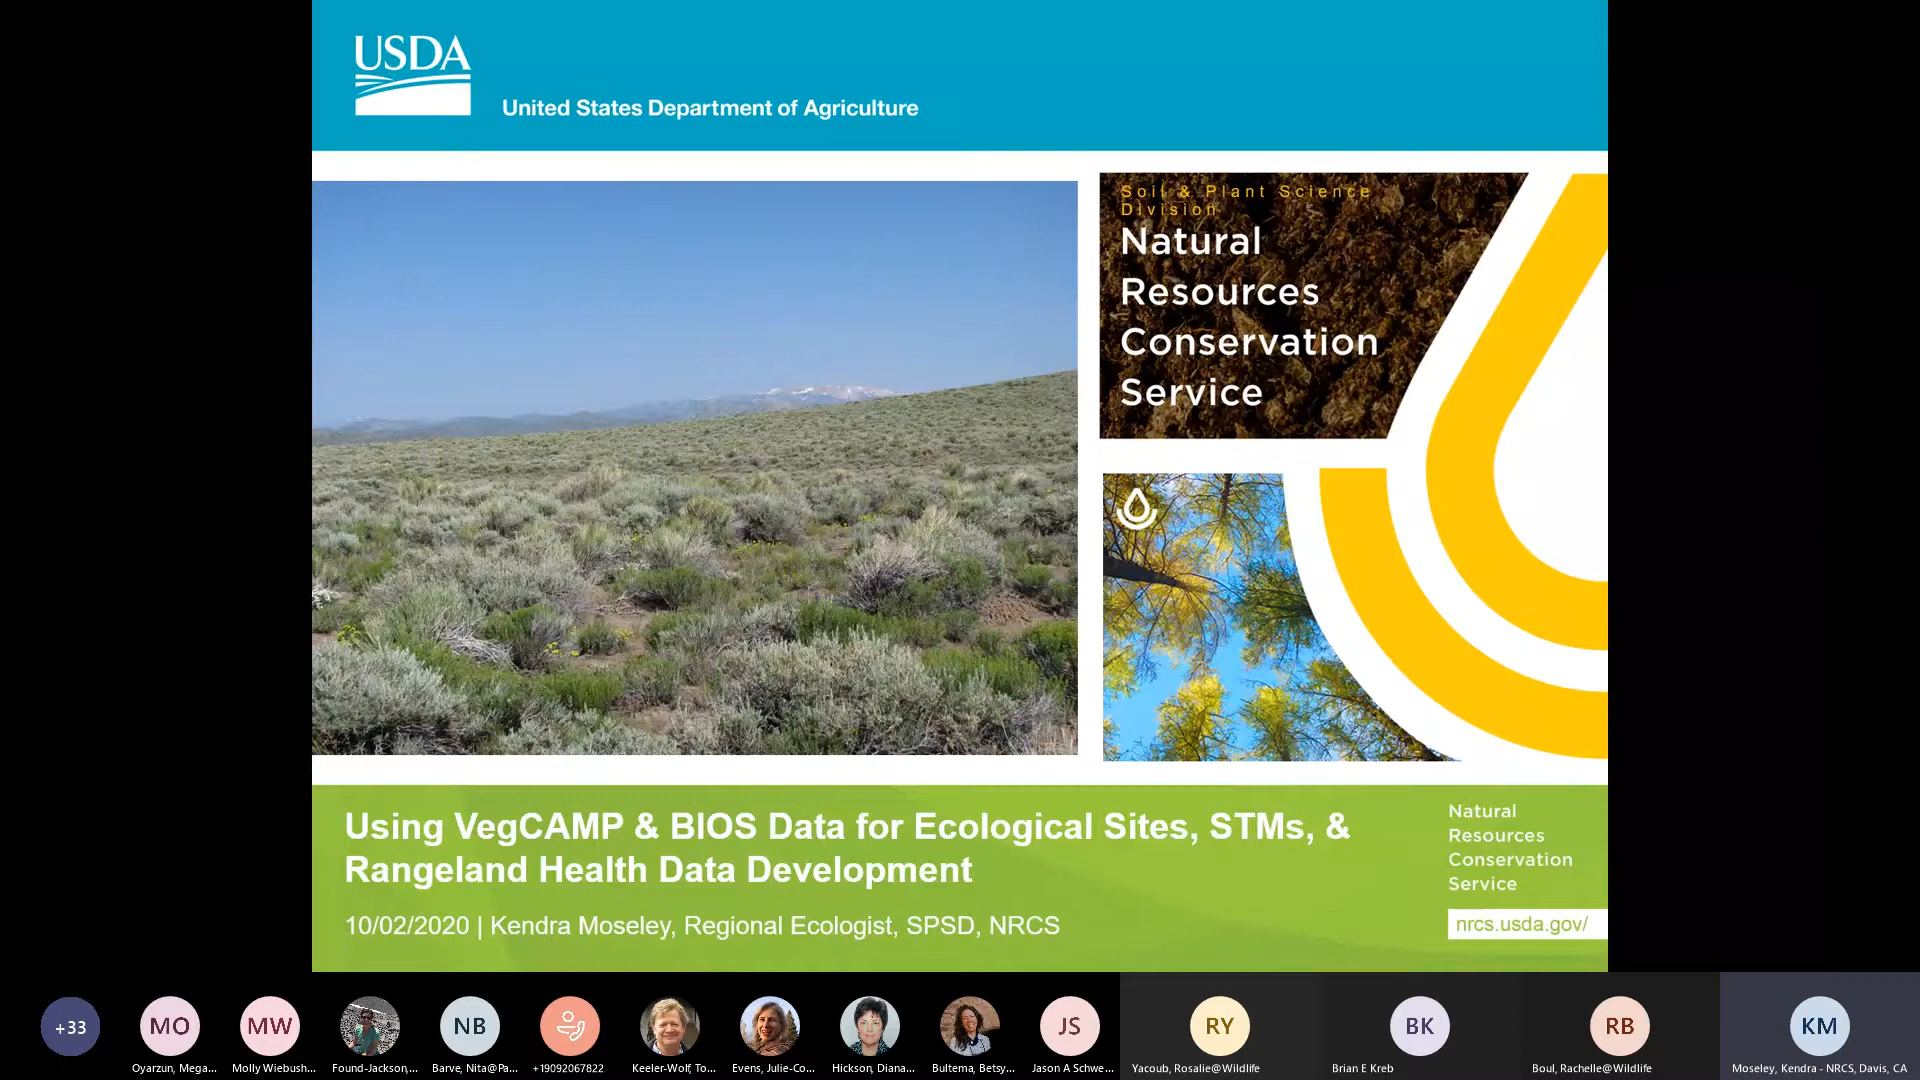 USDA
United States Department of Agriculture
Soil & Plant Science
Division
Natural
Resources
Conservation
Service
Using VegCAMP & BIOS Data for Ecological Sites, STMs, &
Rangeland Health Data Development
10/02/2020 | Kendra Moseley, Regional Ecologist, SPSD, NRCS
Natural
Resources
Conservation
Service
nrcs.usda.gov/
+33
MO
MW
NB
JS
RY
BK
RB
KM
Oyarzun, Mega...
Molly Wiebush...
Found-Jackson,...
Barve, Nita@Pa...
+19092067822
Keeler-Wolf, To...
Evens, Julie-Co...
Hickson, Diana...
Bultema, Betsy...
Jason A Schwe...
Yacoub, Rosalie@Wildlife
Brian E Kreb
Boul, Rachelle@Wildlife
Moseley, Kendra - NRCS, Davis, CA